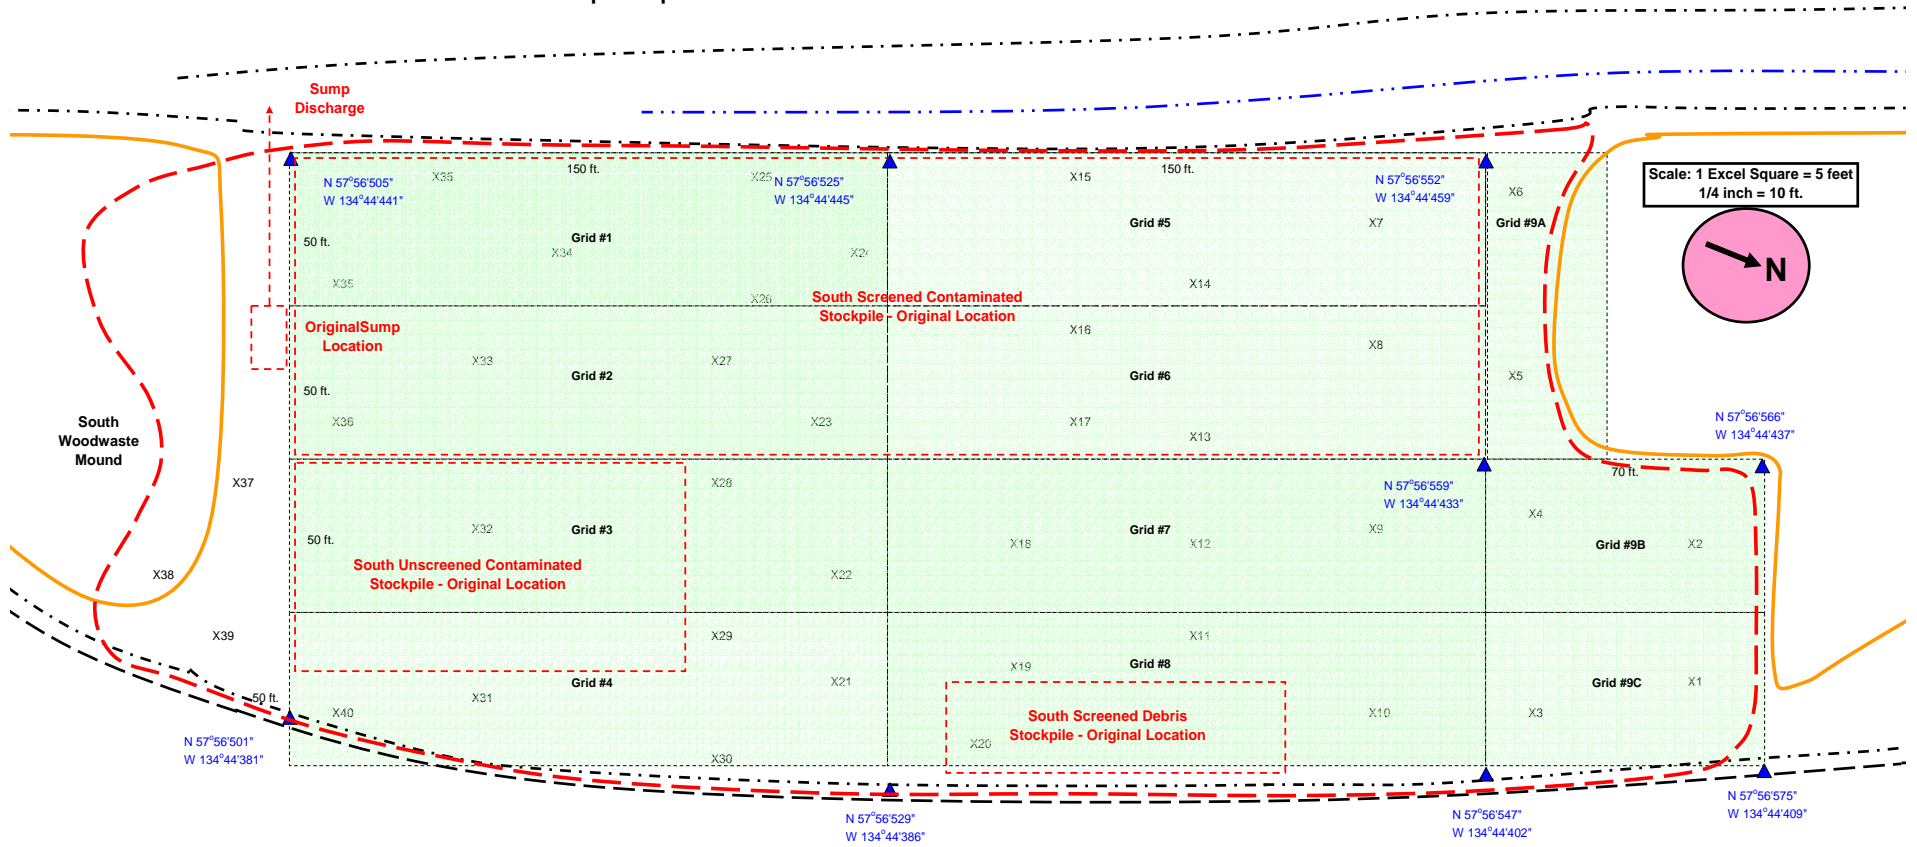 Sump
Discharge
150 ft.
150 ft.
X35
X25
X15
N 57°56'505"
W 134°44'441"
N 57°56'525"
W 134°44'445"
N 57°56'552"
W 134°44'459"
X6
Scale: 1 Excel Square = 5 feet
1/4 inch = 10 ft.
50 ft.
Grid #1
Grid #5
X7
Grid #9A
X34
X24
N
X35
X26
X14
South Screened Contaminated
Stockpile - Original Location
OriginalSump
Location
X16
X33
X27
X8
Grid #2
Grid #6
X5
50 ft.
X36
X23
X17
X13
N 57°56'566"
W 134°44'437"
South
Woodwaste
Mound
X37
X28
70 ft.
N 57°56'559"
W 134°44'433"
X32
Grid #3
Grid #7
X9
X4
50 ft.
X18
X12
Grid #9B
X2
South Unscreened Contaminated
Stockpile - Original Location
X38
X22
X39
X29
X11
X19
Grid #8
50 ft.
X31
Grid #4
X21
Grid #9C
X1
X40
South Screened Debris
Stockpile - Original Location
X10
X3
X20
X30
N 57°56'501"
W 134°44'381"
N 57°56'529"
W 134°44'386"
N 57°56'547"
W 134°44'402"
N 57°56'575"
W 134°44'409"